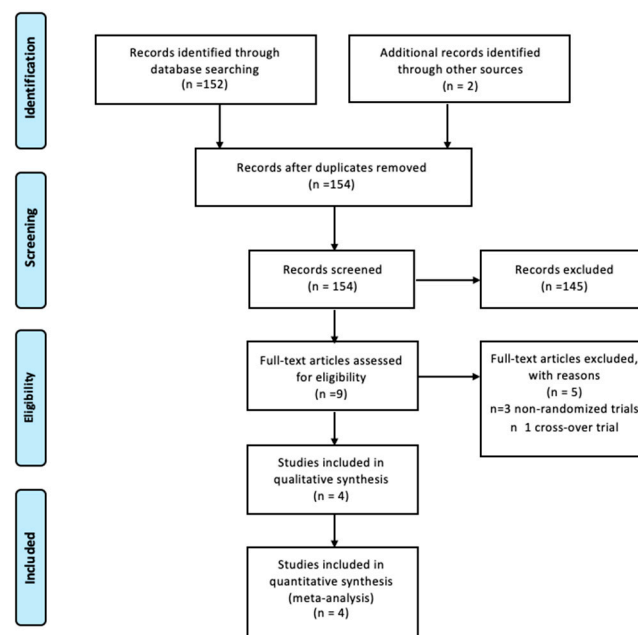 Identification
Records identified through
database searching
(n =152)
Additional records identified
through other sources
(n = 2)
Records after duplicates removed
(n =154)
Screening
Records screened
(n = 154)
Records excluded
(n =145)
Eligibility
Full-text articles assessed
for eligibility
(n =9)
Full-text articles excluded,
with reasons
(n = 5)
n=3 non-randomized trials
n 1 cross-over trial
Studies included in
qualitative synthesis
(n = 4)
Included
Studies included in
quantitative synthesis
(meta-analysis)
(n = 4)